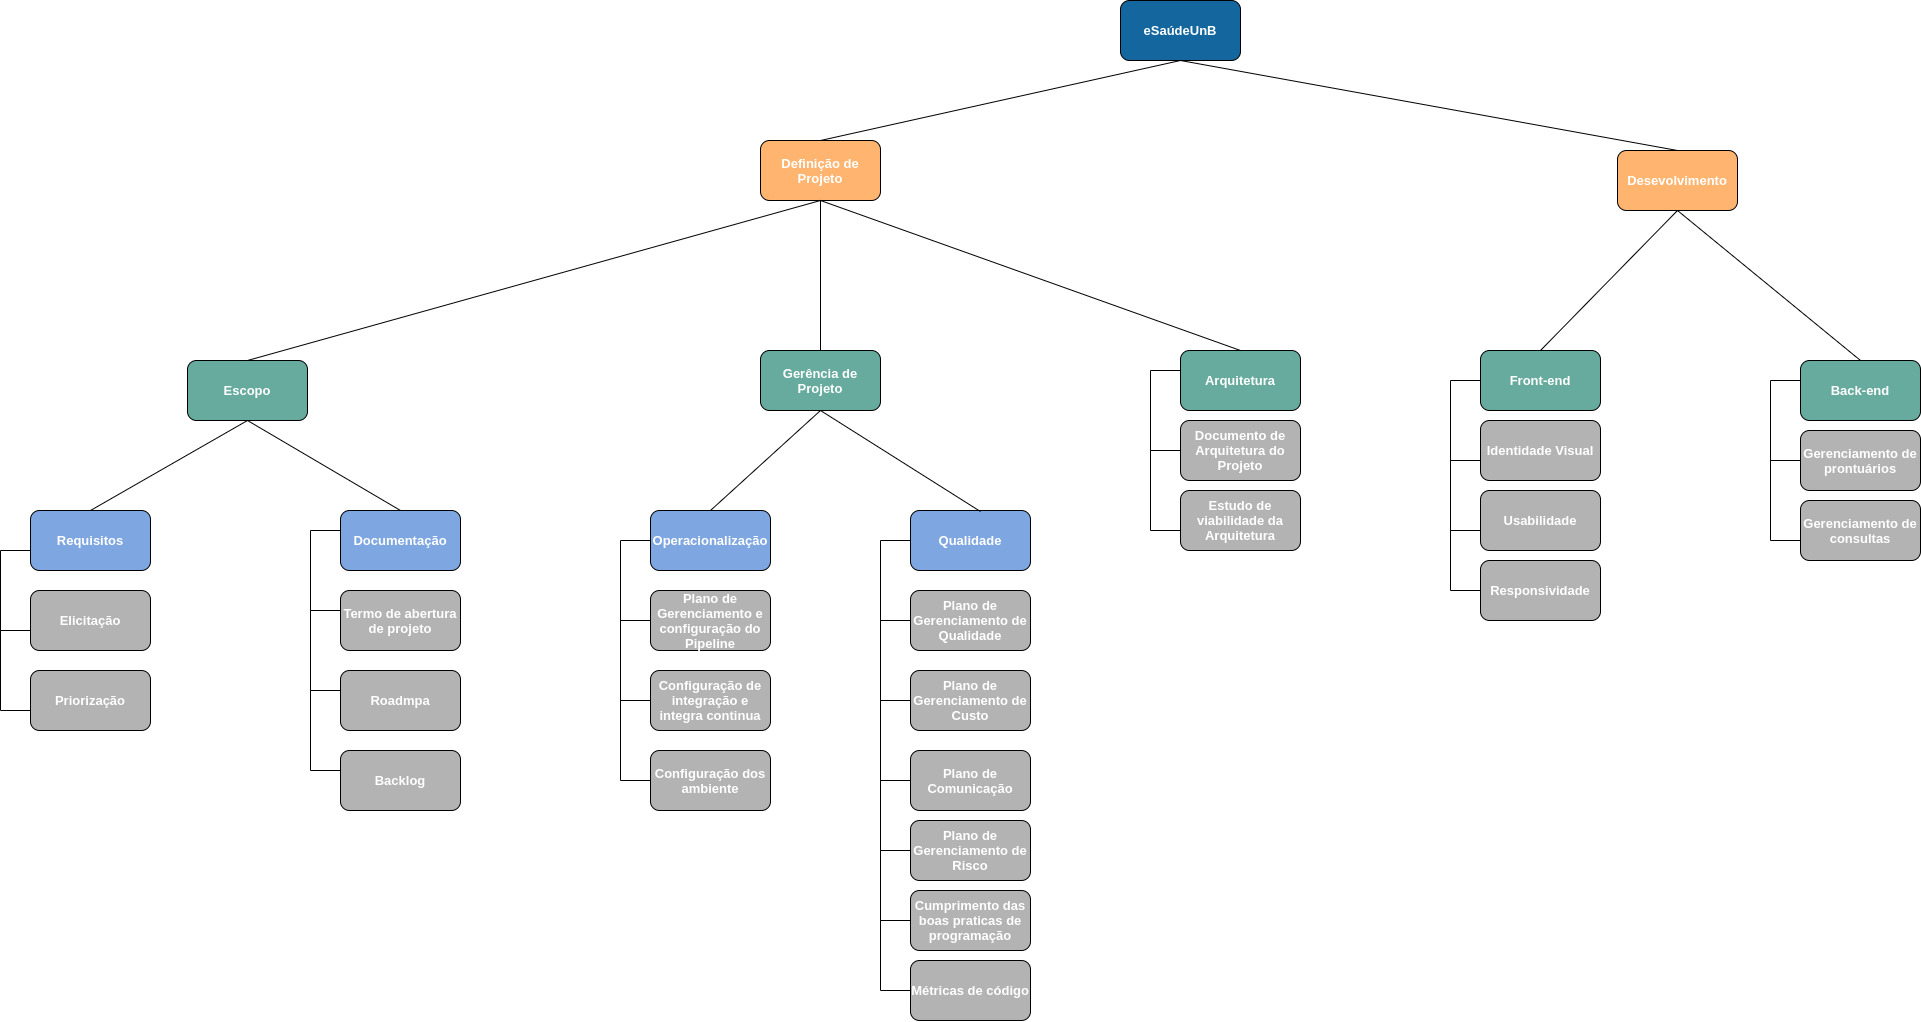 eSaúdeUnB
Definição de
Projeto
Desevolvimento
Escopo
Gerência de
Projeto
Arquitetura
Front-end
Back-end
Documento de
Arquitetura do
Projeto
Identidade Visual
Gerenciamento de
prontuários
Estudo de
viabilidade da
Arquitetura
Usabilidade
Gerenciamento de
consultas
Responsividade
Requisitos
Documentação
Operacionalização
Qualidade
Elicitação
Termo de abertura
de projeto
Plano de
Gerenciamento e
configuração do
Pipeline
Plano de
Gerenciamento de
Qualidade
Priorização
Roadmpa
Configuração de
integração e
integra continua
Plano de
Gerenciamento de
Custo
Backlog
Configuração dos
ambiente
Plano de
Comunicação
Plano de
Gerenciamento de
Risco
Cumprimento das
boas praticas de
programação
Métricas de código